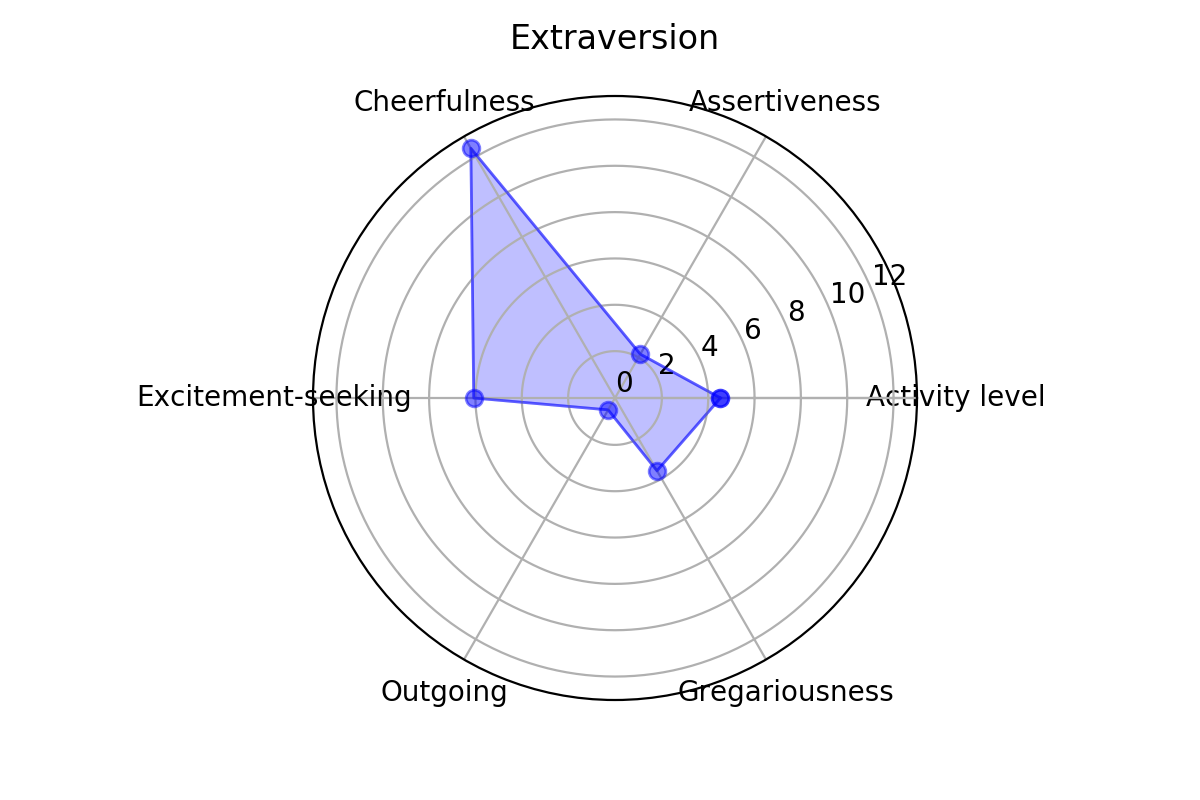 Extraversion
Cheerfulness
Assertiveness
12
10
8
6
4
2
0
Excitement-seeking
Activity level
Outgoing
Gregariousness